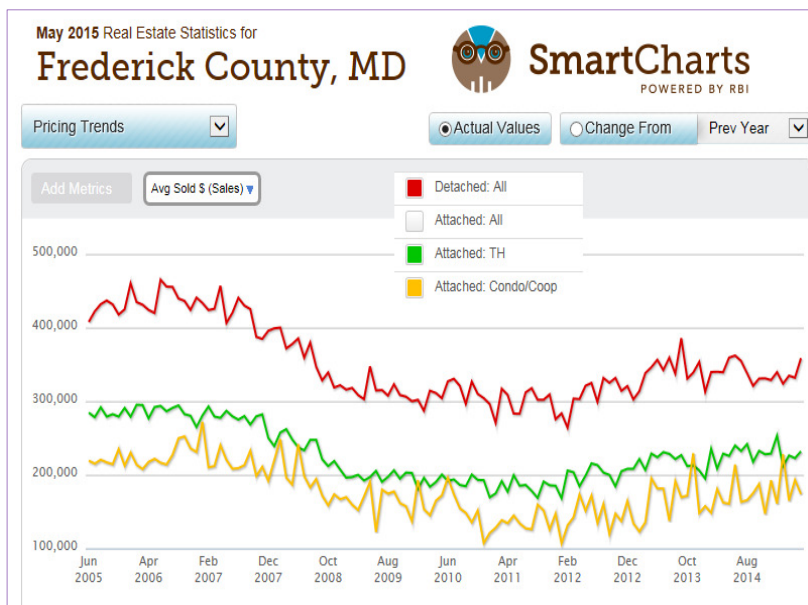 May 2015 Real Estate Statistics for
Frederick County, MD
SmartCharts
POWERED BY RBI
Pricing Trends
Actual Values
Change From
Prev Year
Add Metrics
Avg Sold $ (Sales)
Detached: All
Attached: All
Attached: TH
Attached: Condo/Coop
500,000
400,000
300,000
200,000
100,000
Jun Apr Feb Dec Oct Aug Jun Apr Feb Dec Oct Aug
2005 2006 2007 2007 2008 2009 2010 2011 2012 2012 2013 2014